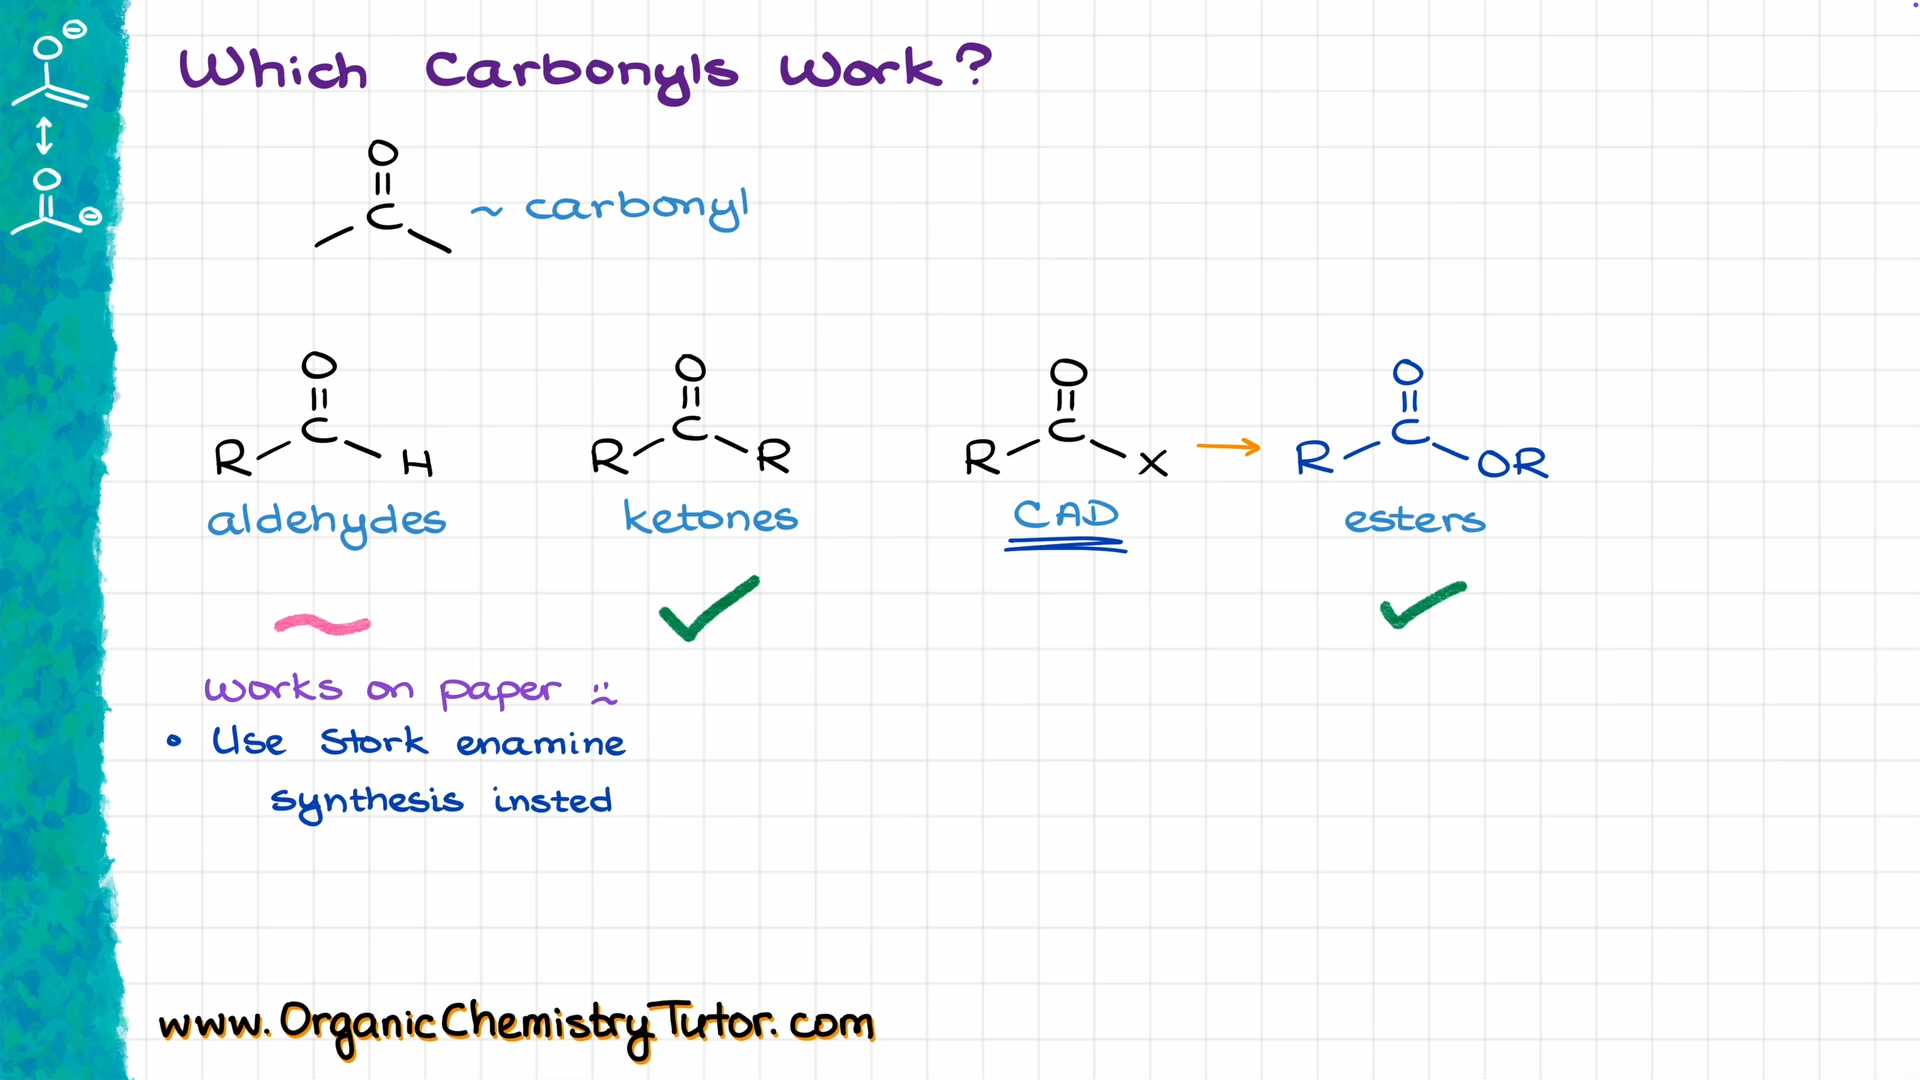 Which Carbonyls Work?
O
C
~ carbonyl
O
⊖
O
⊖
O
C
R H
aldehydes
O
C
R R
ketones
O
C
R X
CAD
O
C
R OR
esters
works on paper
• Use Stork enamine
synthesis insted
www.OrganicChemistryTutor.com